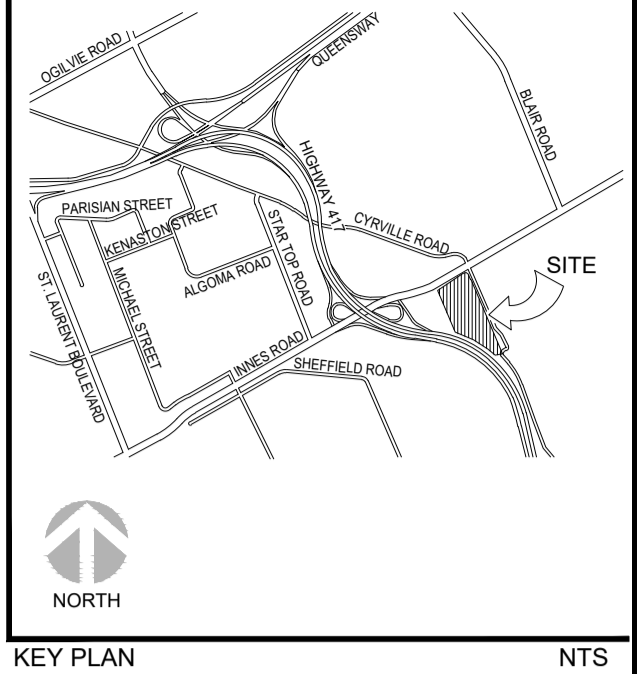 OGILVIE ROAD
QUEENSWAY
BLAIR ROAD
HIGHWAY 417
PARISIAN STREET
KENASTON STREET
CYRVILLE ROAD
STAR TOP ROAD
ALGOMA ROAD
SITE
ST. LAURENT BOULEVARD
MICHAEL STREET
INNES ROAD
SHEFFIELD ROAD
NORTH
KEY PLAN
NTS